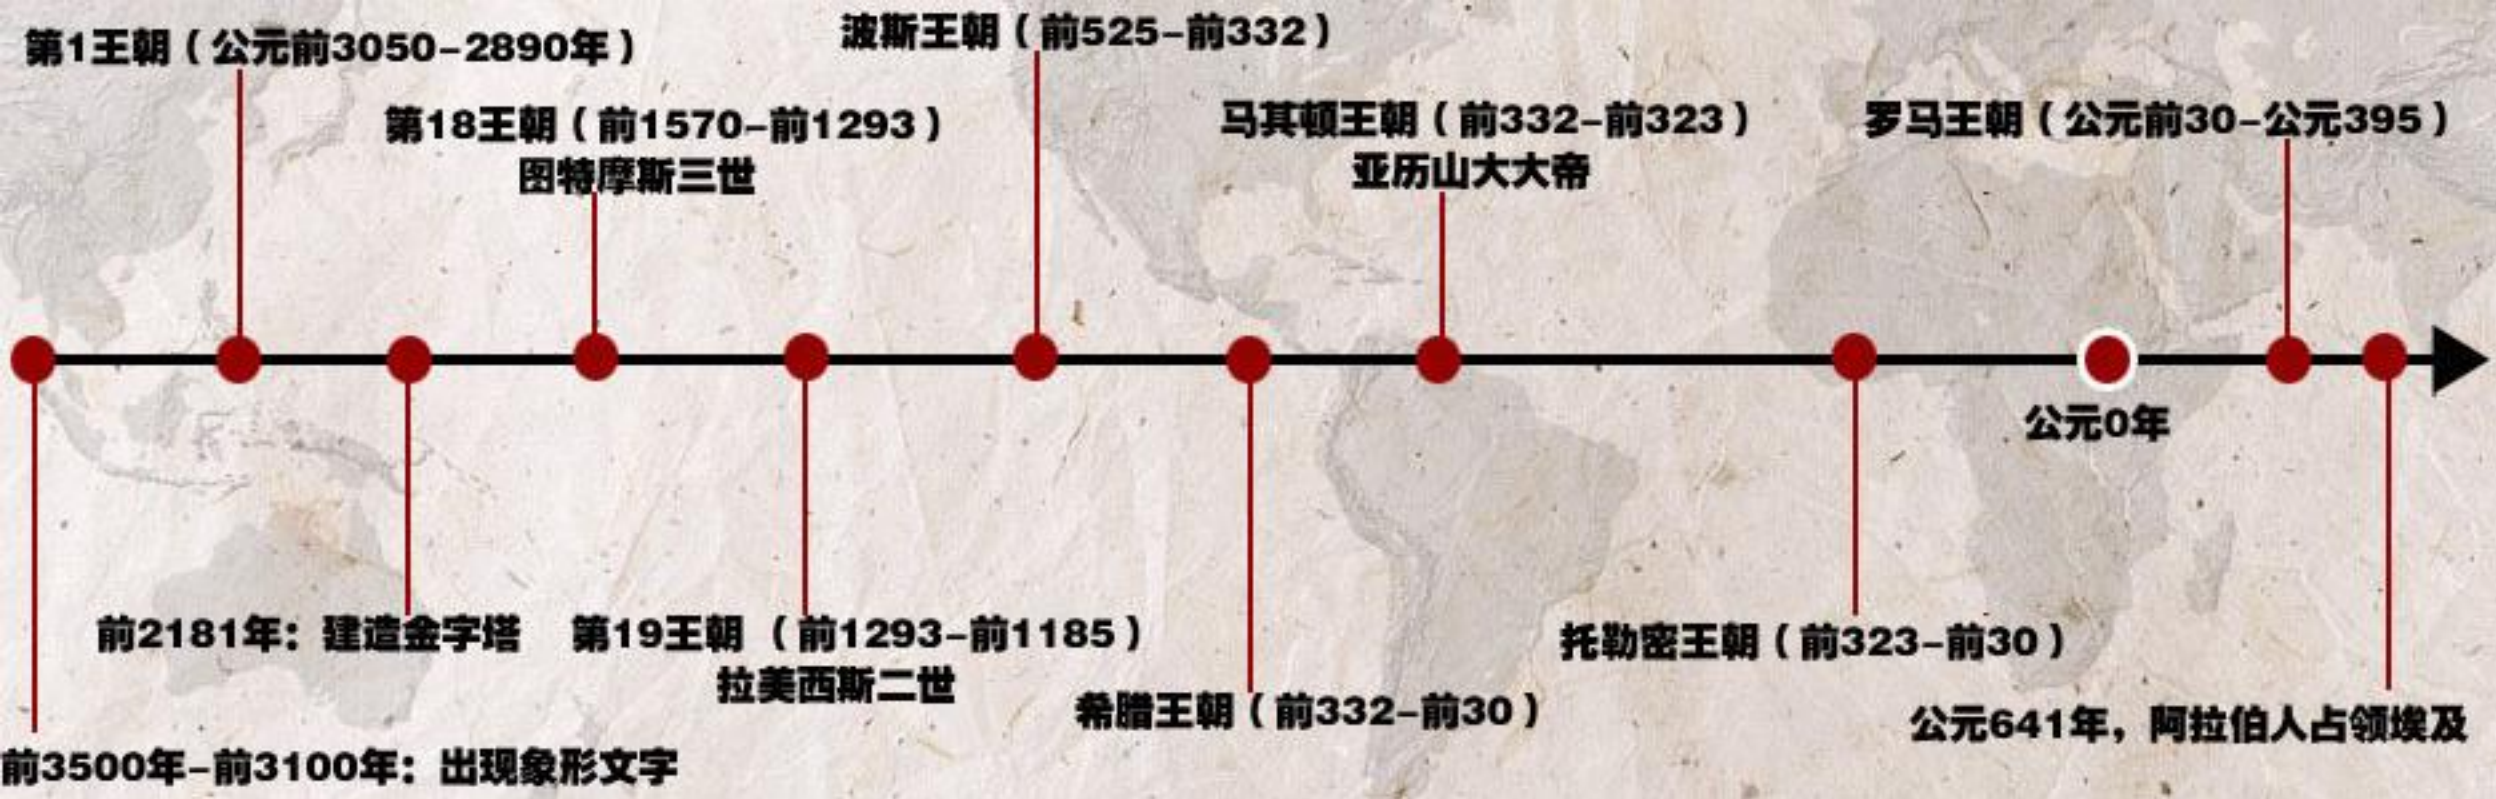 第1王朝（公元前3050-2890年）
波斯王朝（前525-前332）
第18王朝（前1570-前1293）
图特摩斯三世
马其顿王朝（前332-前323）
亚历山大大帝
罗马王朝（公元前30-公元395）
公元0年
前2181年：建造金字塔
第19王朝（前1293-前1185）
拉美西斯二世
希腊王朝（前332-前30）
托勒密王朝（前323-前30）
公元641年，阿拉伯人占领埃及
前3500年-前3100年：出现象形文字